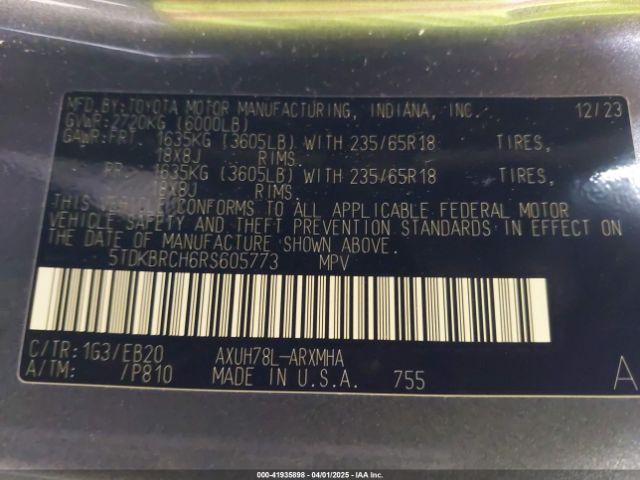 MFD.BY:TOYOTA MOTOR MANUFACTURING, INDIANA, INC. 12/23
GVWR:2720KG (6000LB)
GAWR:FRT 1635KG (3605LB) WITH 235/65R18 TIRES,
18X8J RIMS.
RR 1635KG (3605LB) WITH 235/65R18 TIRES,
18X8J RIMS.
THIS VEHICLE CONFORMS TO ALL APPLICABLE FEDERAL MOTOR
VEHICLE SAFETY AND THEFT PREVENTION STANDARDS IN EFFECT ON
THE DATE OF MANUFACTURE SHOWN ABOVE.
5TDKBRCH6RS605773 MPV
C/TR:1G3/EB20 AXUH78L-ARXMHA
A/TM: /P810 MADE IN U.S.A. 755 A
000-41935898 - 04/01/2025 - IAAI.COM